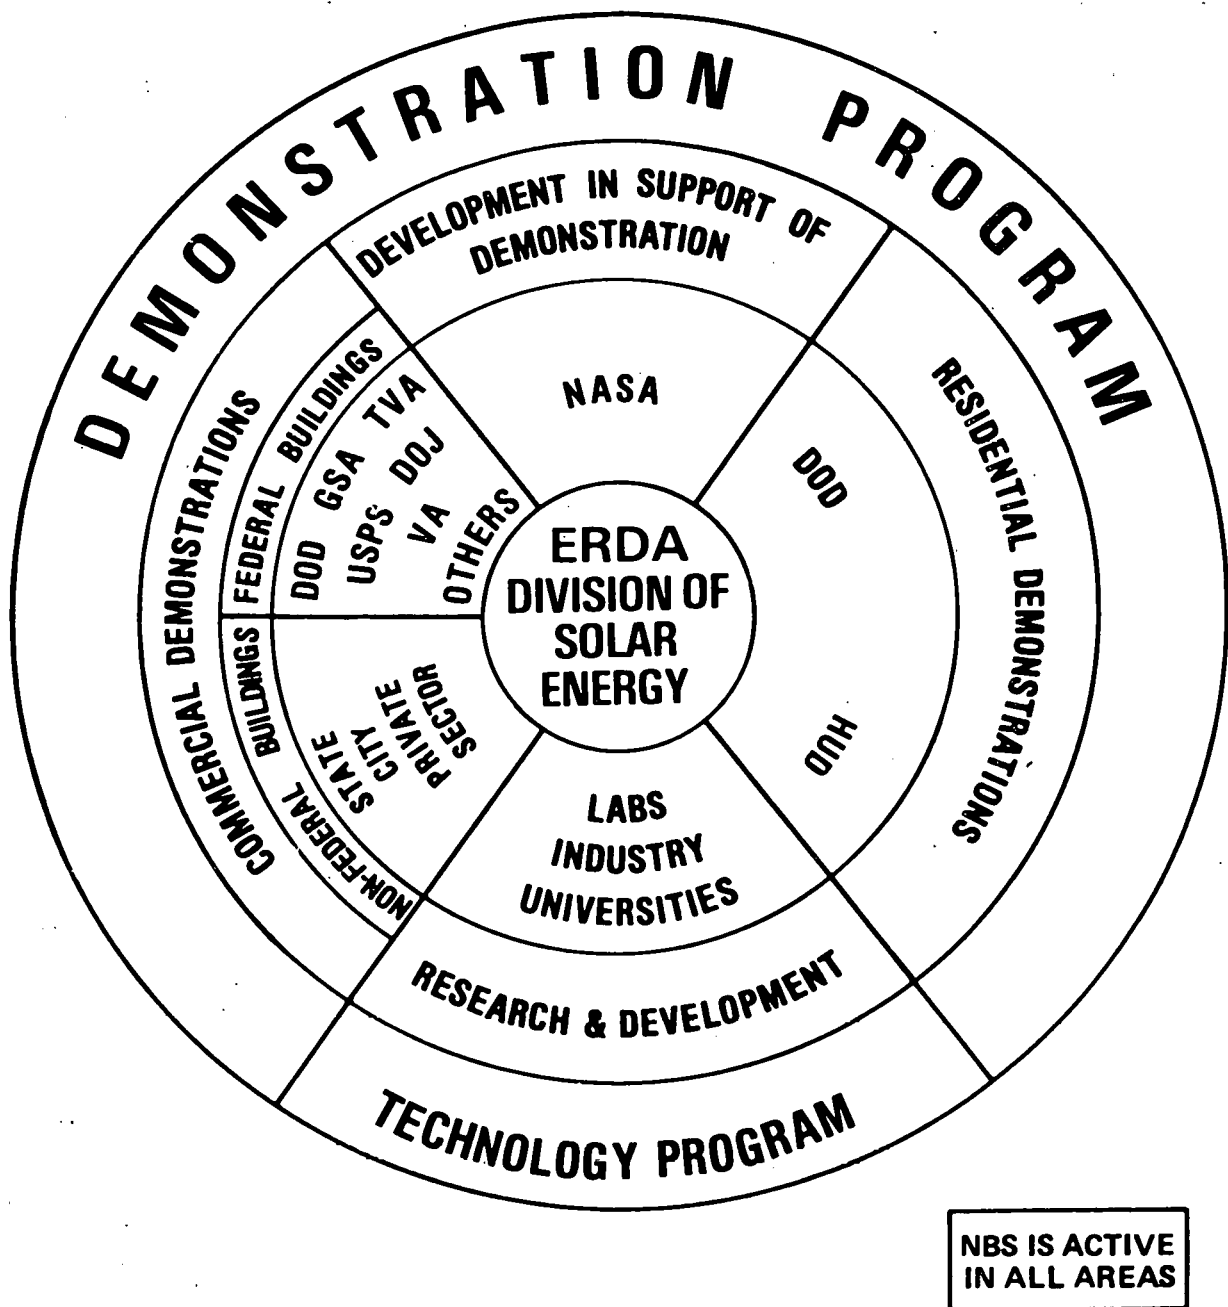 DEMONSTRATION PROGRAM
DEVELOPMENT IN SUPPORT OF
DEMONSTRATION
NASA
COMMERCIAL DEMONSTRATIONS
FEDERAL BUILDINGS
DOD GSA TVA
USPS DOJ
VA
OTHERS
NON-FEDERAL BUILDINGS
STATE
CITY
PRIVATE
SECTOR
ERDA
DIVISION OF
SOLAR
ENERGY
RESIDENTIAL DEMONSTRATIONS
DOD
HUD
LABS
INDUSTRY
UNIVERSITIES
RESEARCH & DEVELOPMENT
TECHNOLOGY PROGRAM
NBS IS ACTIVE
IN ALL AREAS